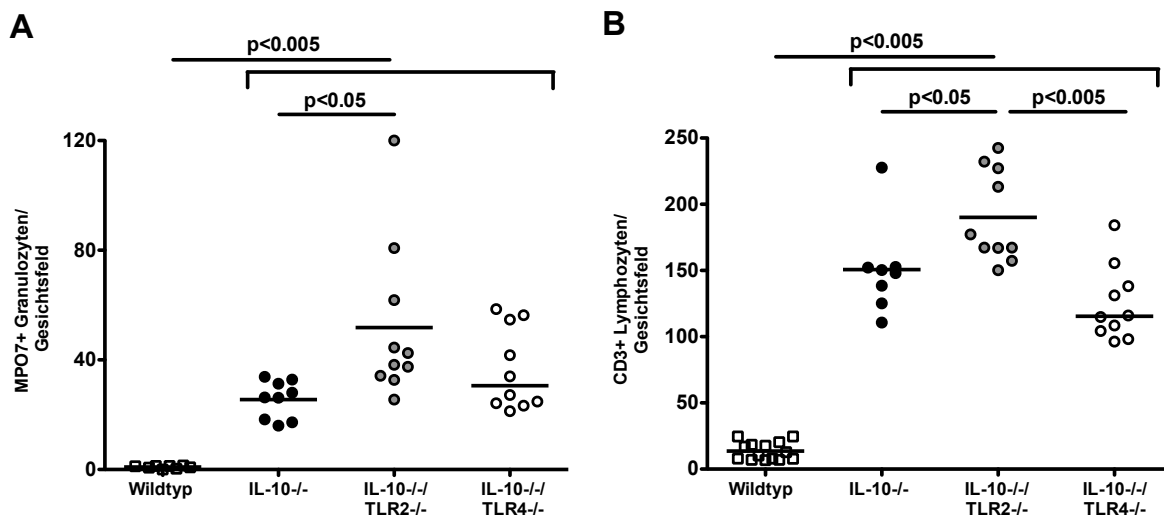 A
p<0.005
p<0.05
MPO7+ Granulozyten/
Gesichtsfeld
120
80
40
0
Wildtyp
IL-10-/-
IL-10-/-/
TLR2-/-
IL-10-/-/
TLR4-/-
B
p<0.005
p<0.05
p<0.005
CD3+ Lymphozyten/
Gesichtsfeld
250
200
150
100
50
0
Wildtyp
IL-10-/-
IL-10-/-/
TLR2-/-
IL-10-/-/
TLR4-/-